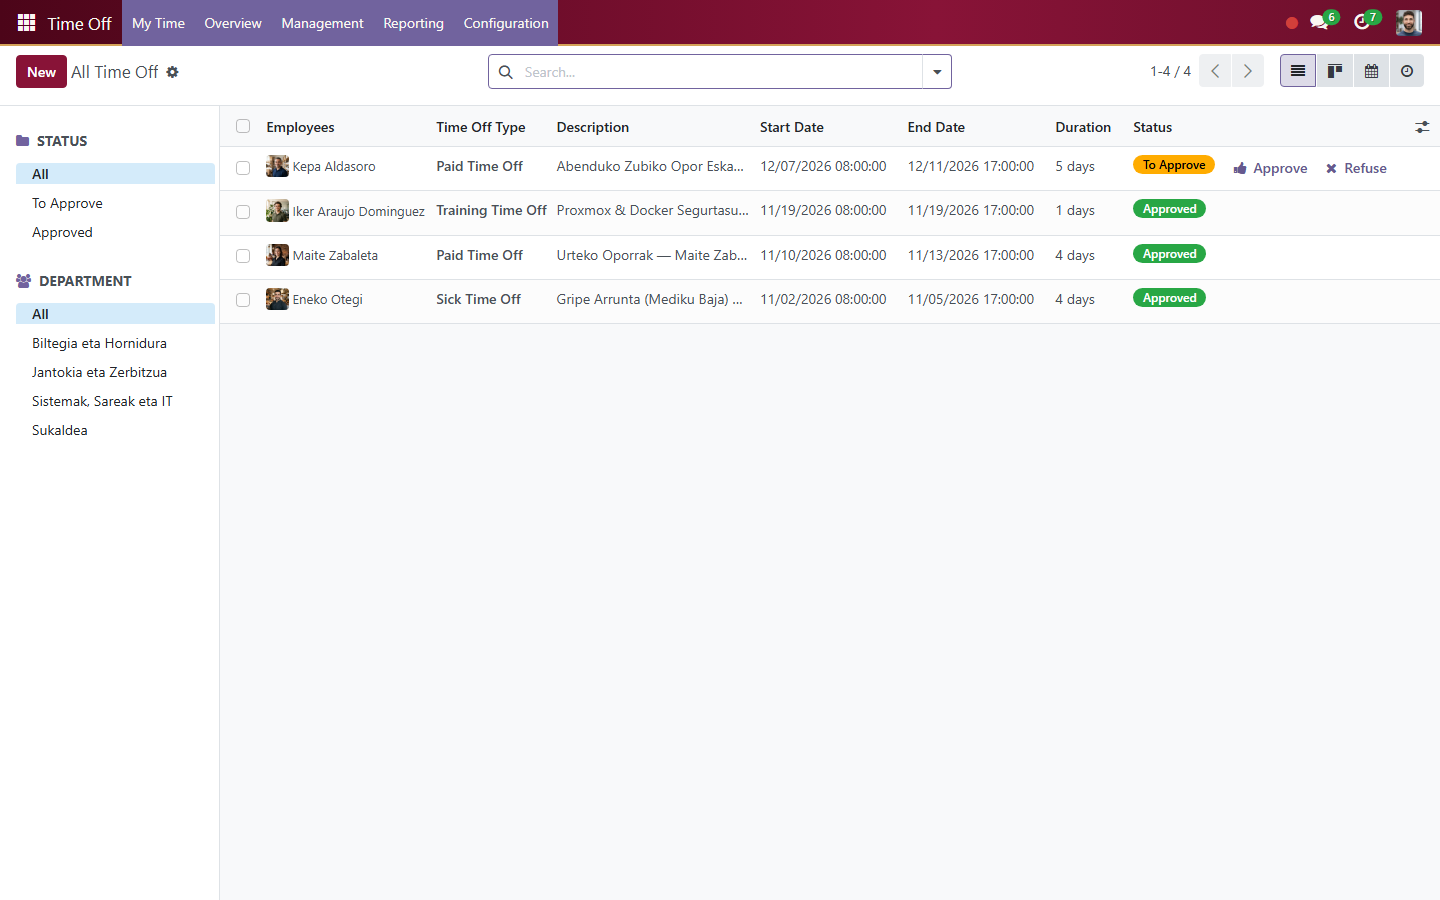 Time Off My Time Overview Management Reporting Configuration 6 7
New All Time Off Search... 1-4 / 4
STATUS
All
To Approve
Approved
DEPARTMENT
All
Biltegia eta Hornidura
Jantokia eta Zerbitzua
Sistemak, Sareak eta IT
Sukaldea
Employees Time Off Type Description Start Date End Date Duration Status
Kepa Aldasoro Paid Time Off Abenduko Zubiko Opor Eska... 12/07/2026 08:00:00 12/11/2026 17:00:00 5 days To Approve Approve Refuse
Iker Araujo Dominguez Training Time Off Proxmox & Docker Segurtasu... 11/19/2026 08:00:00 11/19/2026 17:00:00 1 days Approved
Maite Zabaleta Paid Time Off Urteko Oporrak — Maite Zab... 11/10/2026 08:00:00 11/13/2026 17:00:00 4 days Approved
Eneko Otegi Sick Time Off Gripe Arrunta (Mediku Baja) ... 11/02/2026 08:00:00 11/05/2026 17:00:00 4 days Approved